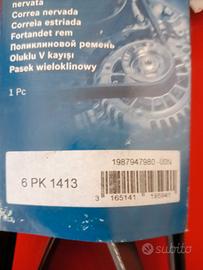 nervata
Correa nervada
Correia estriada
Fortandet rem
Поликлиновой ремень
Oluklu V kayışı
Pasek wieloklinowy
1 Pc
1987947980-U0N
6 PK 1413
3 165141
subito